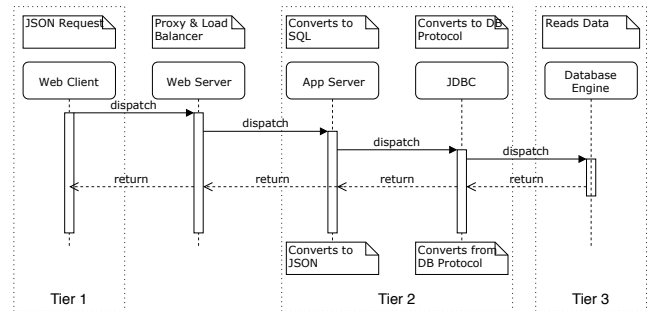 JSON Request
Proxy & Load
Balancer
Converts to
SQL
Converts to DB
Protocol
Reads Data
Web Client
Web Server
App Server
JDBC
Database
Engine
dispatch
dispatch
dispatch
dispatch
return
return
return
return
Converts to
JSON
Converts from
DB Protocol
Tier 1
Tier 2
Tier 3